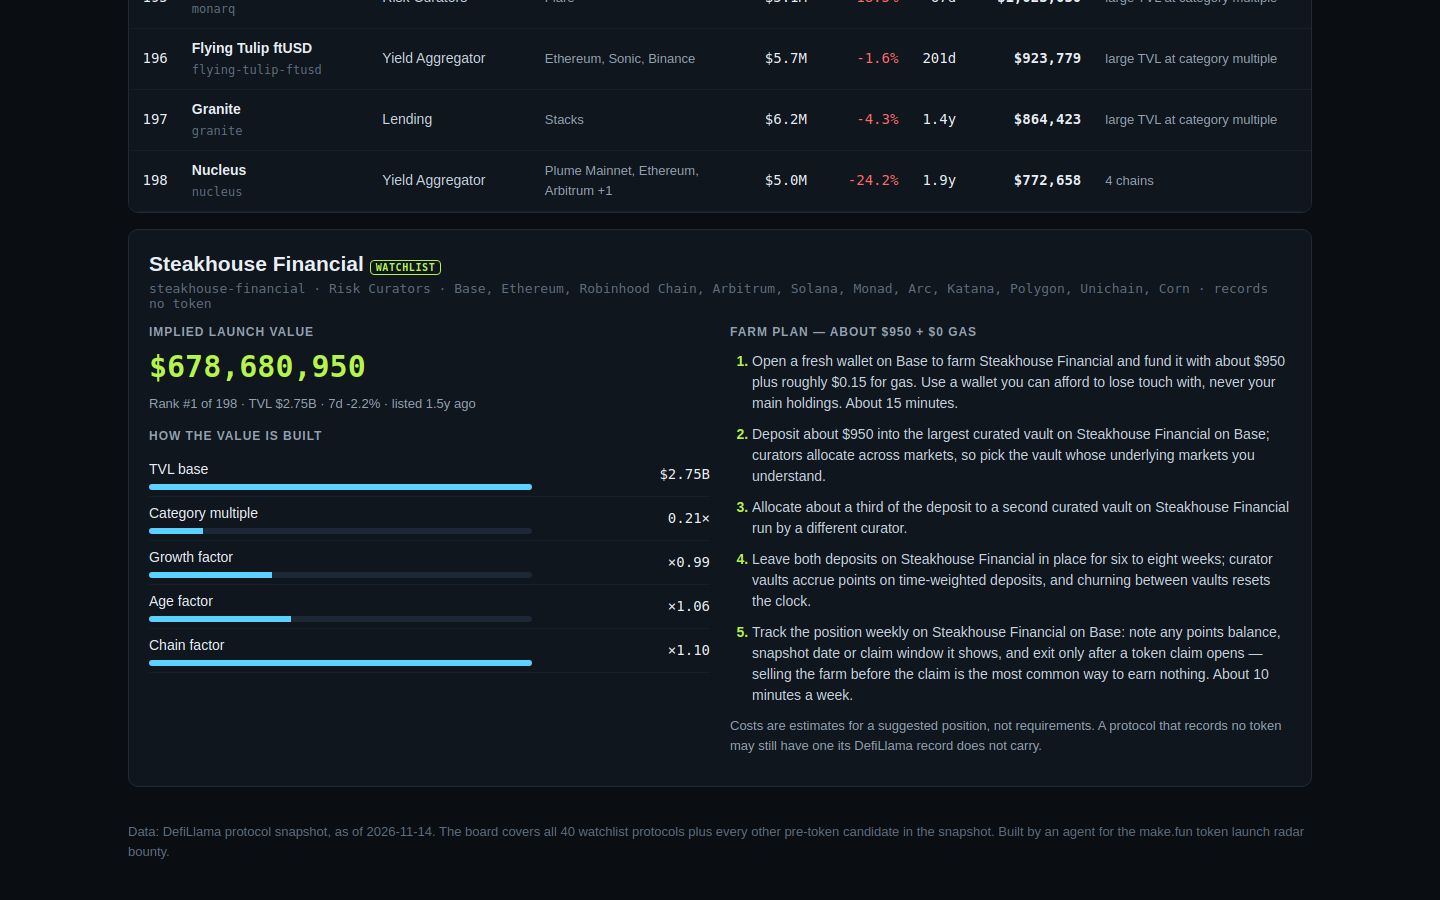 monarq
196 Flying Tulip ftUSD Yield Aggregator Ethereum, Sonic, Binance $5.7M -1.6% 201d $923,779 large TVL at category multiple
flying-tulip-ftusd
197 Granite Lending Stacks $6.2M -4.3% 1.4y $864,423 large TVL at category multiple
granite
198 Nucleus Yield Aggregator Plume Mainnet, Ethereum, Arbitrum +1 $5.0M -24.2% 1.9y $772,658 4 chains
nucleus
Steakhouse Financial WATCHLIST
steakhouse-financial · Risk Curators · Base, Ethereum, Robinhood Chain, Arbitrum, Solana, Monad, Arc, Katana, Polygon, Unichain, Corn · records
no token
IMPLIED LAUNCH VALUE
$678,680,950
Rank #1 of 198 · TVL $2.75B · 7d -2.2% · listed 1.5y ago
HOW THE VALUE IS BUILT
TVL base $2.75B
Category multiple 0.21×
Growth factor ×0.99
Age factor ×1.06
Chain factor ×1.10
FARM PLAN — ABOUT $950 + $0 GAS
1. Open a fresh wallet on Base to farm Steakhouse Financial and fund it with about $950
plus roughly $0.15 for gas. Use a wallet you can afford to lose touch with, never your
main holdings. About 15 minutes.
2. Deposit about $950 into the largest curated vault on Steakhouse Financial on Base;
curators allocate across markets, so pick the vault whose underlying markets you
understand.
3. Allocate about a third of the deposit to a second curated vault on Steakhouse Financial
run by a different curator.
4. Leave both deposits on Steakhouse Financial in place for six to eight weeks; curator
vaults accrue points on time-weighted deposits, and churning between vaults resets
the clock.
5. Track the position weekly on Steakhouse Financial on Base: note any points balance,
snapshot date or claim window it shows, and exit only after a token claim opens —
selling the farm before the claim is the most common way to earn nothing. About 10
minutes a week.
Costs are estimates for a suggested position, not requirements. A protocol that records no token
may still have one its DefiLlama record does not carry.
Data: DefiLlama protocol snapshot, as of 2026-11-14. The board covers all 40 watchlist protocols plus every other pre-token candidate in the snapshot. Built by an agent for the make.fun token launch radar
bounty.